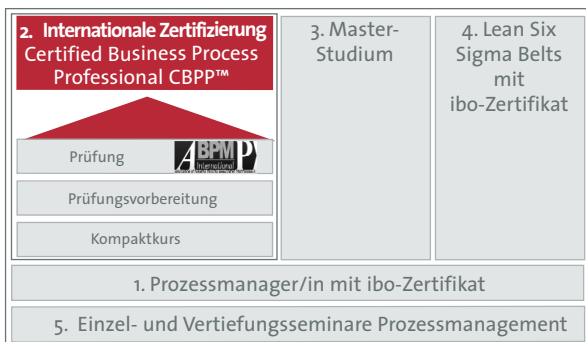 2. Internationale Zertifizierung
Certified Business Process
Professional CBPP™
Prüfung
ABPMP
International
Prüfungsvorbereitung
Kompaktkurs
3. Master-
Studium
4. Lean Six
Sigma Belts
mit
ibo-Zertifikat
1. Prozessmanager/in mit ibo-Zertifikat
5. Einzel- und Vertiefungsseminare Prozessmanagement